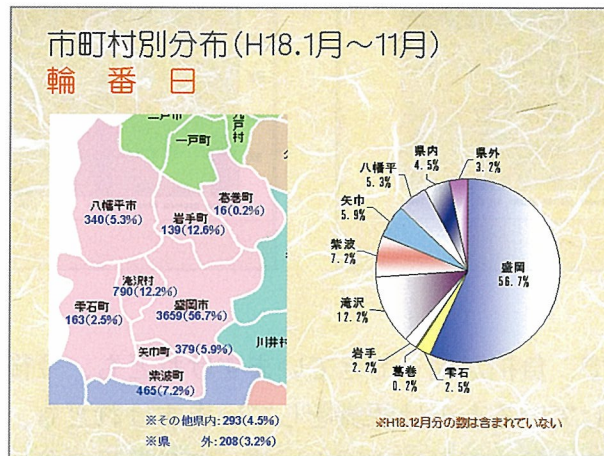 市町村別分布(H18.1月～11月)
輪番日
二戸市
九戸村
一戸町
八幡平市
340(5.3%)
葛巻町
16(0.2%)
岩手町
139(12.6%)
滝沢村
790(12.2%)
雫石町
163(2.5%)
盛岡市
3659(56.7%)
矢巾町 379(5.9%)
川井村
紫波町
465(7.2%)
※その他県内:293(4.5%)
※県 外:208(3.2%)
県内
4.5%
県外
3.2%
八幡平
5.3%
矢巾
5.9%
紫波
7.2%
滝沢
12.2%
岩手
2.2%
葛巻
0.2%
雫石
2.5%
盛岡
56.7%
※H18.12月分の数は含まれていない